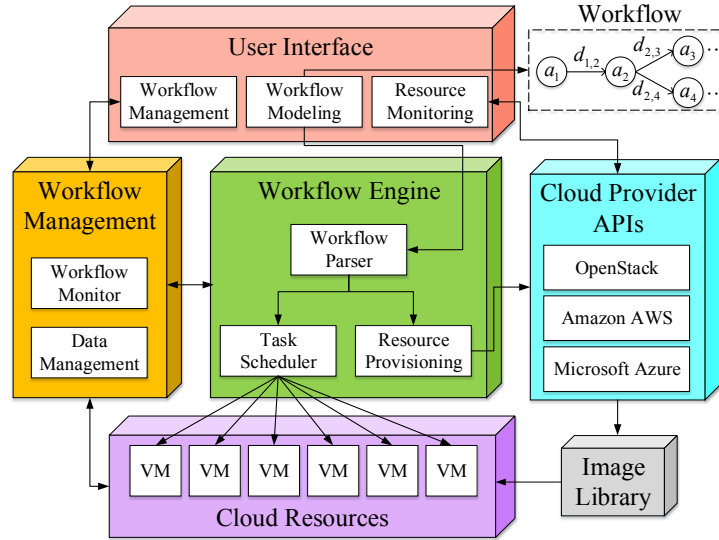 Workflow
User Interface
Workflow
Management
Workflow
Modeling
Resource
Monitoring
a1
d1,2
a2
d2,3
d2,4
a3
...
a4
...
Workflow
Management
Workflow
Monitor
Data
Management
Workflow Engine
Workflow
Parser
Task
Scheduler
Resource
Provisioning
Cloud Provider
APIs
OpenStack
Amazon AWS
Microsoft Azure
VM
VM
VM
VM
VM
VM
Cloud Resources
Image
Library